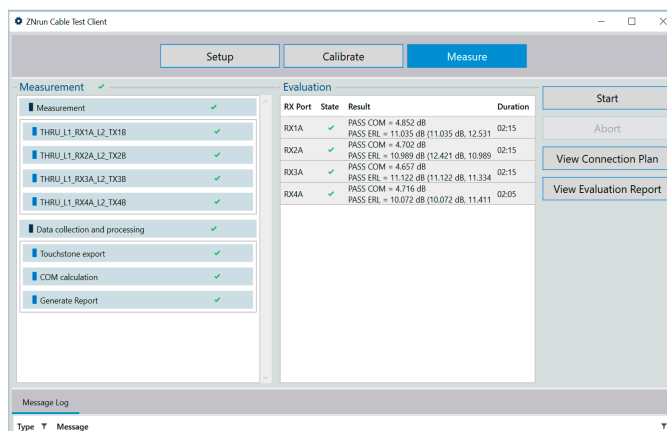 ZNrun Cable Test Client
Setup
Calibrate
Measure
Measurement
Measurement
THRU_L1_RX1A_L2_TX1B
THRU_L1_RX2A_L2_TX2B
THRU_L1_RX3A_L2_TX3B
THRU_L1_RX4A_L2_TX4B
Data collection and processing
Touchstone export
COM calculation
Generate Report
Evaluation
RX Port State Result Duration
RX1A PASS COM = 4.852 dB 02:15
PASS ERL = 11.035 dB (11.035 dB, 12.531
RX2A PASS COM = 4.702 dB 02:15
PASS ERL = 10.989 dB (12.421 dB, 10.989
RX3A PASS COM = 4.657 dB 02:15
PASS ERL = 11.122 dB (11.122 dB, 11.334
RX4A PASS COM = 4.716 dB 02:05
PASS ERL = 10.072 dB (10.072 dB, 11.411
Start
Abort
View Connection Plan
View Evaluation Report
Message Log
Type Message